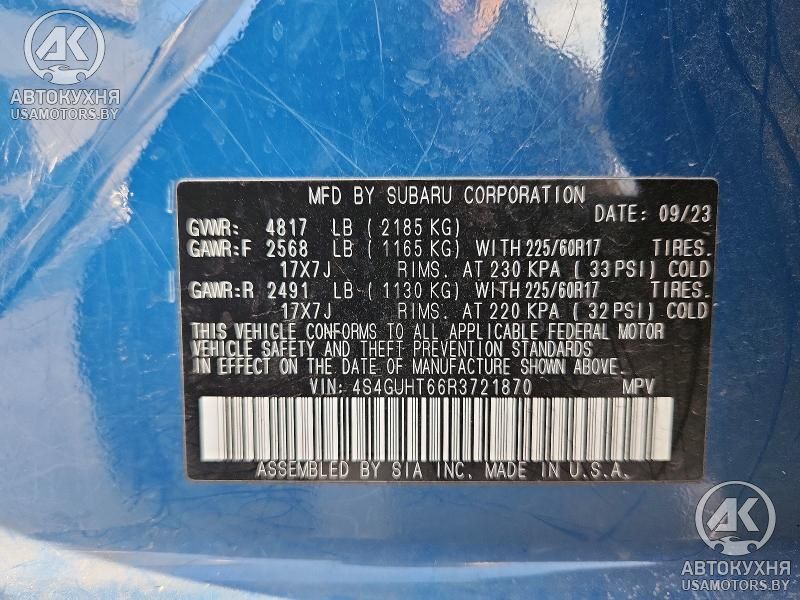 AK
АВТОКУХНЯ
USAMOTORS.BY
MFD BY SUBARU CORPORATION
DATE: 09/23
GVWR: 4817 LB ( 2185 KG)
GAWR:F 2568 LB ( 1165 KG) WITH 225/60R17 TIRES.
17X7J RIMS. AT 230 KPA ( 33 PSI) COLD
GAWR:R 2491 LB ( 1130 KG) WITH 225/60R17 TIRES.
17X7J RIMS. AT 220 KPA ( 32 PSI) COLD
THIS VEHICLE CONFORMS TO ALL APPLICABLE FEDERAL MOTOR
VEHICLE SAFETY AND THEFT PREVENTION STANDARDS
IN EFFECT ON THE DATE OF MANUFACTURE SHOWN ABOVE.
VIN: 4S4GUHT66R3721870 MPV
ASSEMBLED BY SIA INC. MADE IN U.S.A.
AK
АВТОКУХНЯ
USAMOTORS.BY